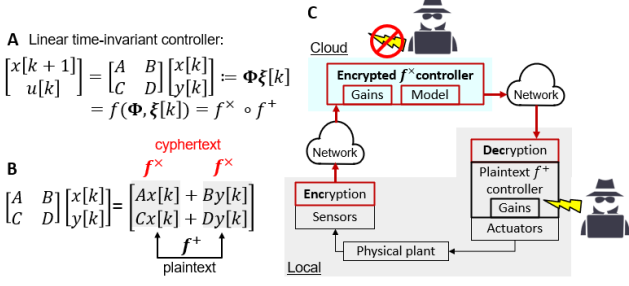 A Linear time-invariant controller:
[x[k + 1] u[k]] = [A B C D] [x[k] y[k]] ≔ Φξ[k]
= f(Φ, ξ[k]) = f× ∘ f+
B
cyphertext
f× f×
[A B C D] [x[k] y[k]] = [Ax[k] + By[k] Cx[k] + Dy[k]]
f+
plaintext
C
Cloud
Encrypted f× controller
Gains Model
Network
Network
Encryption
Sensors
Decryption
Plaintext f+
controller
Gains
Actuators
Physical plant
Local